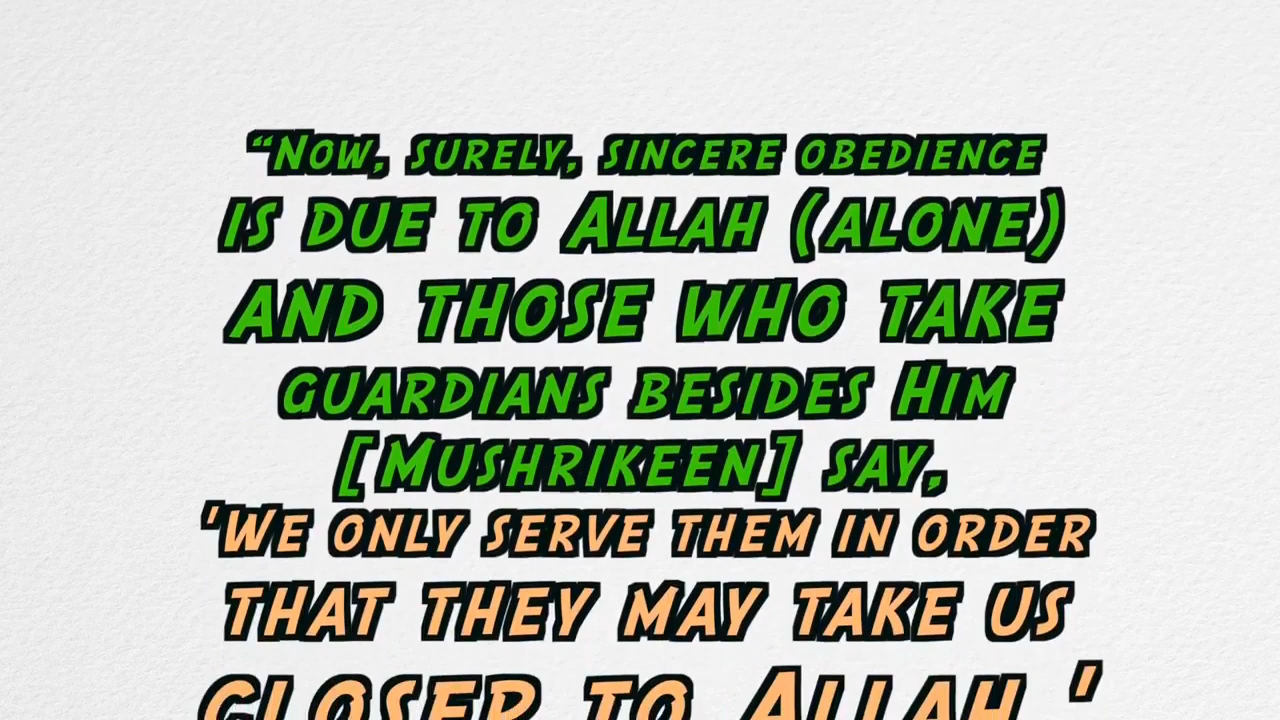 “Now, surely, sincere obedience
is due to Allah (alone)
and those who take
guardians besides Him
[Mushrikeen] say,
'We only serve them in order
that they may take us
closer to Allah.'